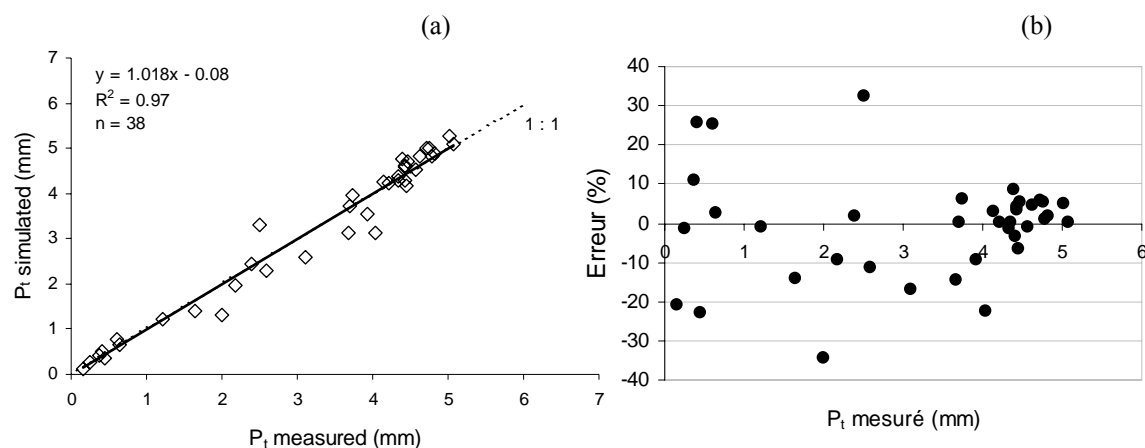 (a)
7
6
5
4
3
2
1
0
Pt simulated (mm)
y = 1.018x - 0.08
R² = 0.97
n = 38
1 : 1
0 1 2 3 4 5 6 7
Pt measured (mm)
(b)
40
30
20
10
0
-10
-20
-30
-40
Erreur (%)
0 1 2 3 4 5 6
Pt mesuré (mm)